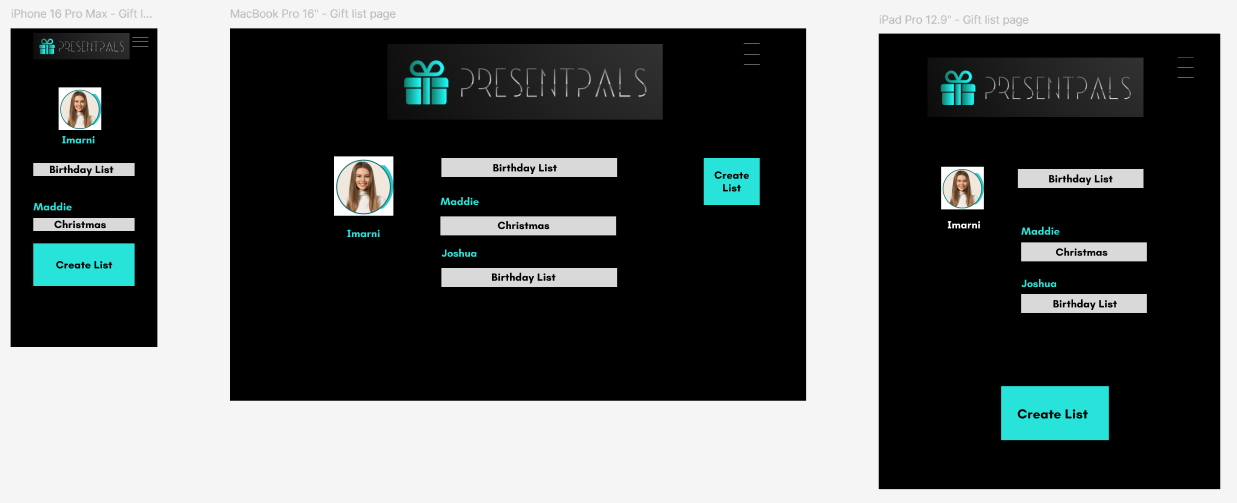 iPhone 16 Pro Max - Gift l...
PRESENTPALS
Imarni
Birthday List
Maddie
Christmas
Create List
MacBook Pro 16" - Gift list page
PRESENTPALS
Imarni
Birthday List
Maddie
Christmas
Joshua
Birthday List
Create
List
iPad Pro 12.9" - Gift list page
PRESENTPALS
Imarni
Birthday List
Maddie
Christmas
Joshua
Birthday List
Create List